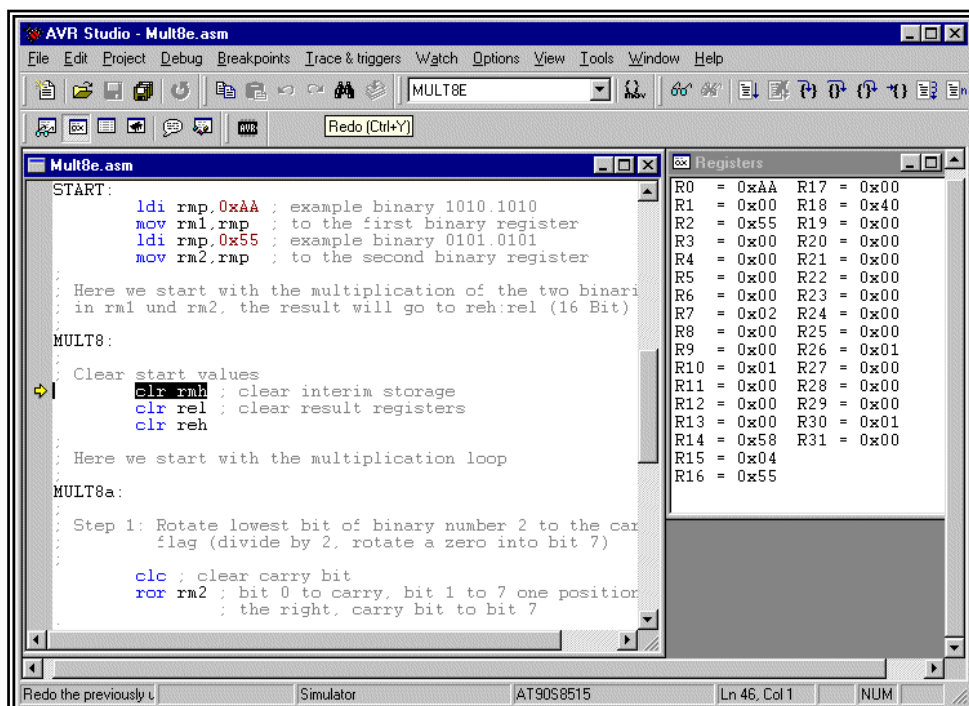 AVR Studio - Mult8e.asm
File Edit Project Debug Breakpoints Trace & triggers Watch Options View Tools Window Help
MULT8E
AVR
Redo (Ctrl+Y)
Mult8e.asm
START:
ldi rmp,0xAA ; example binary 1010.1010
mov rm1,rmp ; to the first binary register
ldi rmp,0x55 ; example binary 0101.0101
mov rm2,rmp ; to the second binary register
;
; Here we start with the multiplication of the two binari
; in rm1 und rm2, the result will go to reh:rel (16 Bit)
;
MULT8:
;
; Clear start values
clr rmh ; clear interim storage
clr rel ; clear result registers
clr reh
;
; Here we start with the multiplication loop
;
MULT8a:
;
; Step 1: Rotate lowest bit of binary number 2 to the car
; flag (divide by 2, rotate a zero into bit 7)
;
clc ; clear carry bit
ror rm2 ; bit 0 to carry, bit 1 to 7 one position
; the right, carry bit to bit 7
Registers
R0 = 0xAA R17 = 0x00
R1 = 0x00 R18 = 0x40
R2 = 0x55 R19 = 0x00
R3 = 0x00 R20 = 0x00
R4 = 0x00 R21 = 0x00
R5 = 0x00 R22 = 0x00
R6 = 0x00 R23 = 0x00
R7 = 0x02 R24 = 0x00
R8 = 0x00 R25 = 0x00
R9 = 0x00 R26 = 0x01
R10 = 0x01 R27 = 0x00
R11 = 0x00 R28 = 0x00
R12 = 0x00 R29 = 0x00
R13 = 0x00 R30 = 0x01
R14 = 0x58 R31 = 0x00
R15 = 0x04
R16 = 0x55
Redo the previously u Simulator AT90S8515 Ln 46, Col 1 NUM